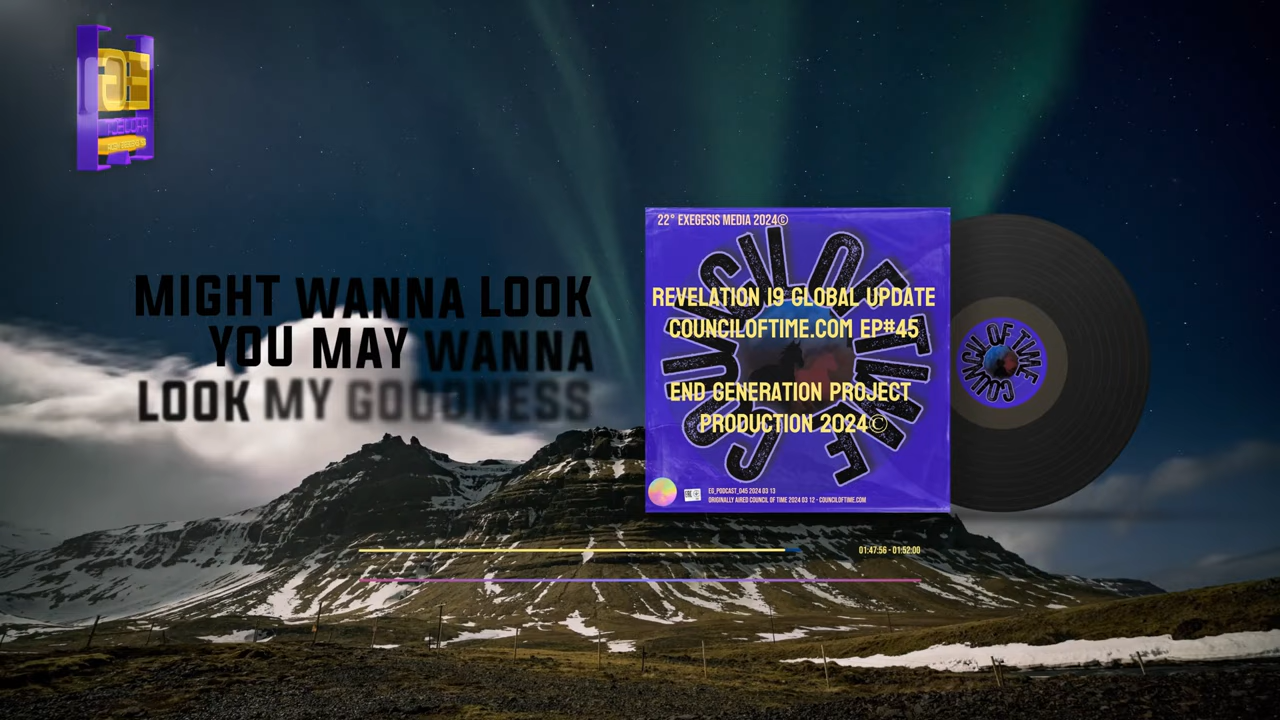 MIGHT WANNA LOOK
YOU MAY WANNA
LOOK MY GOODNESS
22° EXEGESIS MEDIA 2024©
COUNCIL OF TIME
REVELATION 19 GLOBAL UPDATE
COUNCILOFTIME.COM EP#45
END GENERATION PROJECT
PRODUCTION 2024©
EG_PODCAST_045 2024 03 13
ORIGINALLY AIRED COUNCIL OF TIME 2024 03 12 - COUNCILOFTIME.COM
COUNCIL OF TIME
01:47:56 - 01:52:00